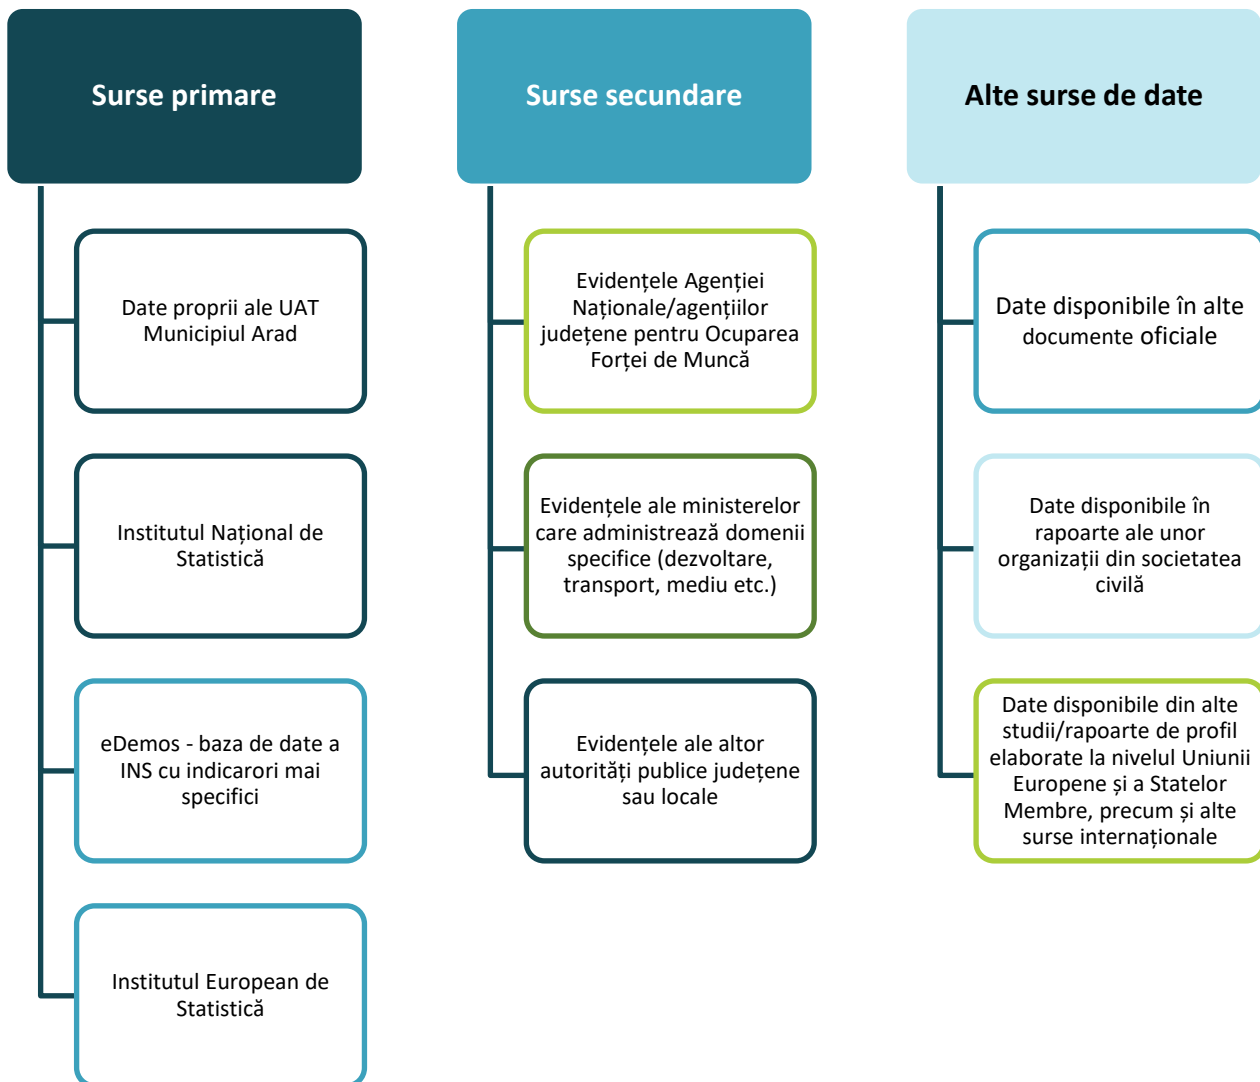 Surse primare
Date proprii ale UAT
Municipiul Arad
Institutul Național de
Statistică
eDemos - baza de date a
INS cu indicarori mai
specifici
Institutul European de
Statistică
Surse secundare
Evidențele Agenției
Naționale/agențiilor
județene pentru Ocuparea
Forței de Muncă
Evidențele ale ministerelor
care administrează domenii
specifice (dezvoltare,
transport, mediu etc.)
Evidențele ale altor
autorități publice județene
sau locale
Alte surse de date
Date disponibile în alte
documente oficiale
Date disponibile în
rapoarte ale unor
organizații din societatea
civilă
Date disponibile din alte
studii/rapoarte de profil
elaborate la nivelul Uniunii
Europene și a Statelor
Membre, precum și alte
surse internaționale